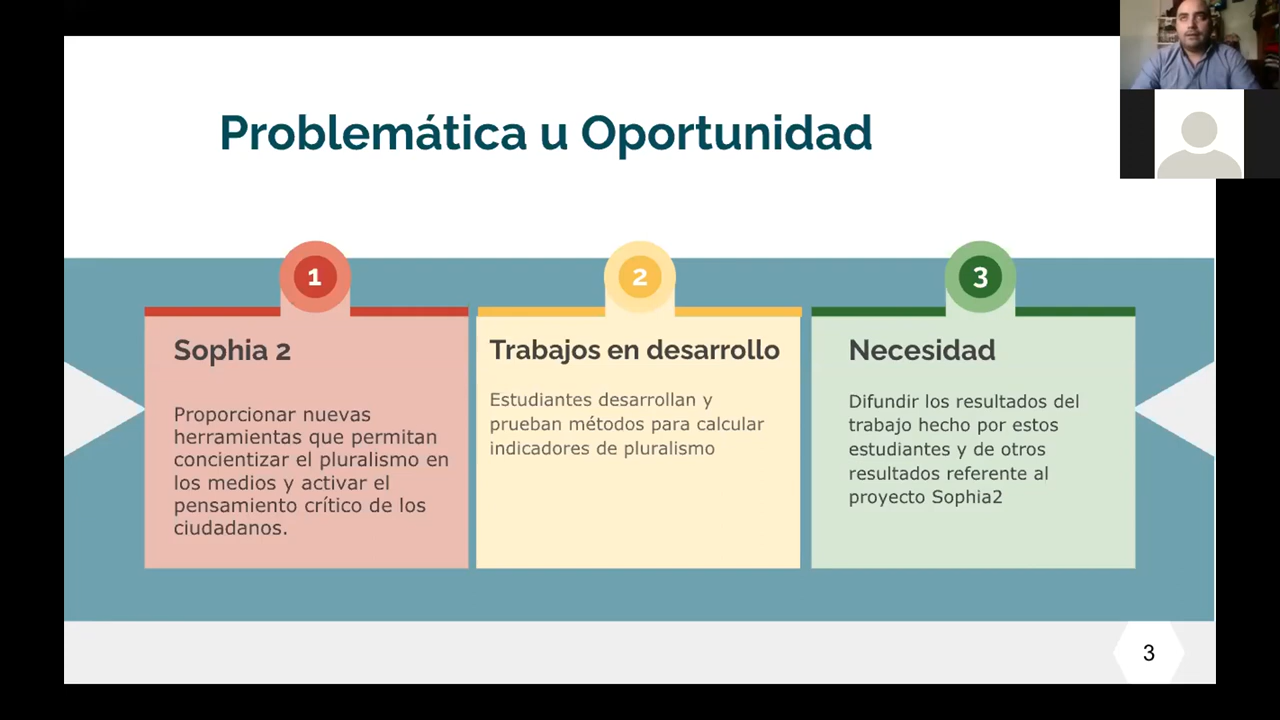 Problemática u Oportunidad
1
Sophia 2
Proporcionar nuevas
herramientas que permitan
concientizar el pluralismo en
los medios y activar el
pensamiento crítico de los
ciudadanos.
2
Trabajos en desarrollo
Estudiantes desarrollan y
prueban métodos para calcular
indicadores de pluralismo
3
Necesidad
Difundir los resultados del
trabajo hecho por estos
estudiantes y de otros
resultados referente al
proyecto Sophia2
3